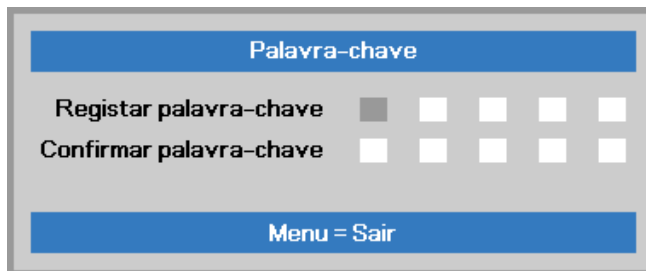 Palavra-chave
Registar palavra-chave
Confirmar palavra-chave
Menu = Sair